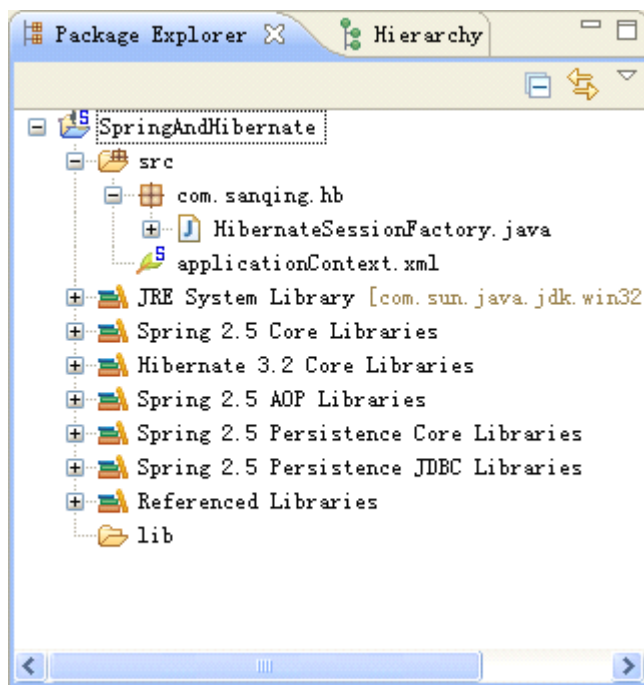 Package Explorer Hierarchy
SpringAndHibernate
src
com.sanqing.hb
HibernateSessionFactory.java
applicationContext.xml
JRE System Library [com.sun.java.jdk.win32
Spring 2.5 Core Libraries
Hibernate 3.2 Core Libraries
Spring 2.5 AOP Libraries
Spring 2.5 Persistence Core Libraries
Spring 2.5 Persistence JDBC Libraries
Referenced Libraries
lib